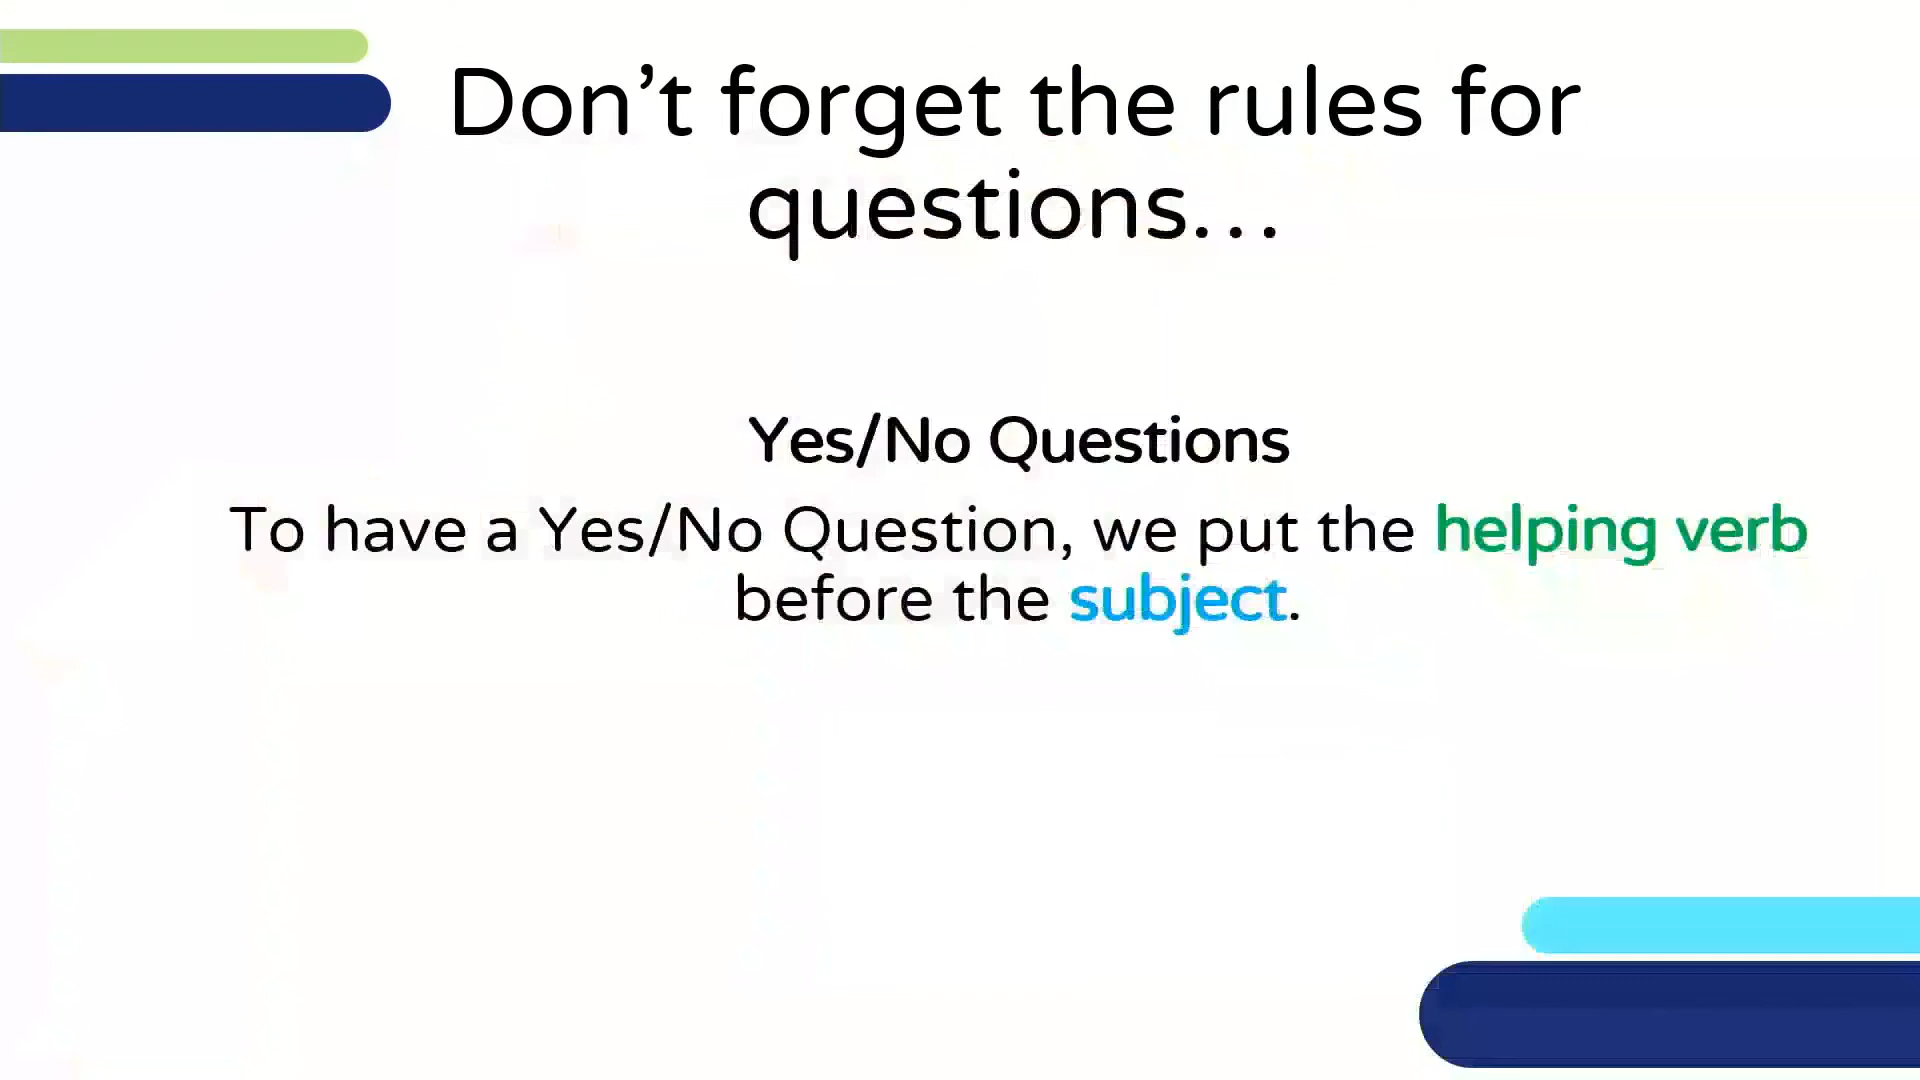 Don’t forget the rules for
questions…
Yes/No Questions
To have a Yes/No Question, we put the helping verb
before the subject.